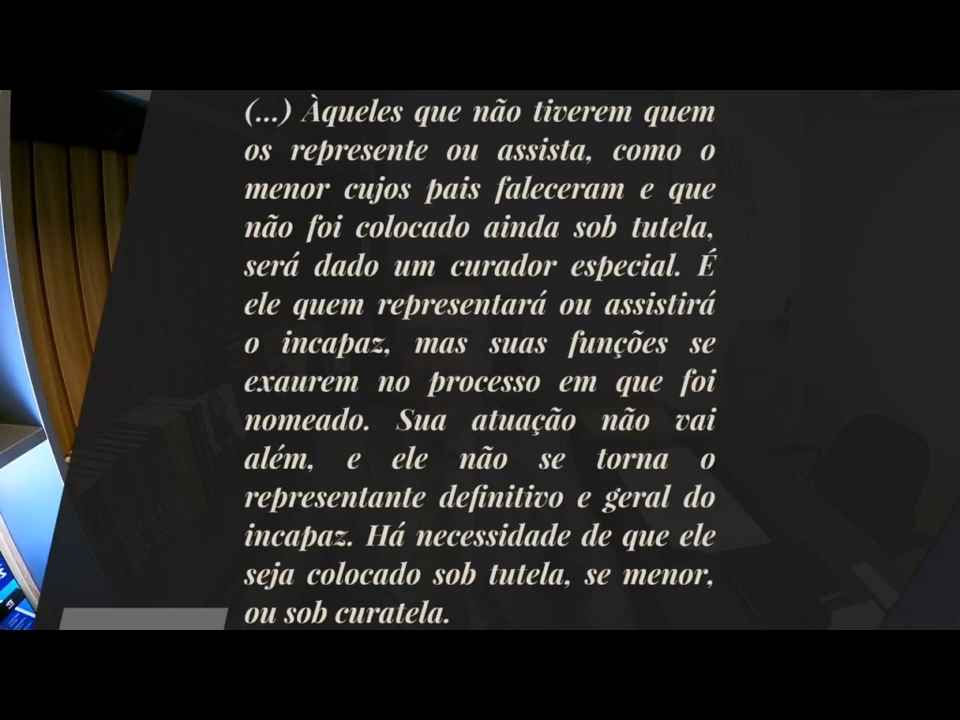 (...) Àqueles que não tiverem quem
os represente ou assista, como o
menor cujos pais faleceram e que
não foi colocado ainda sob tutela,
será dado um curador especial. É
ele quem representará ou assistirá
o incapaz, mas suas funções se
exaurem no processo em que foi
nomeado. Sua atuação não vai
além, e ele não se torna o
representante definitivo e geral do
incapaz. Há necessidade de que ele
seja colocado sob tutela, se menor,
ou sob curatela.